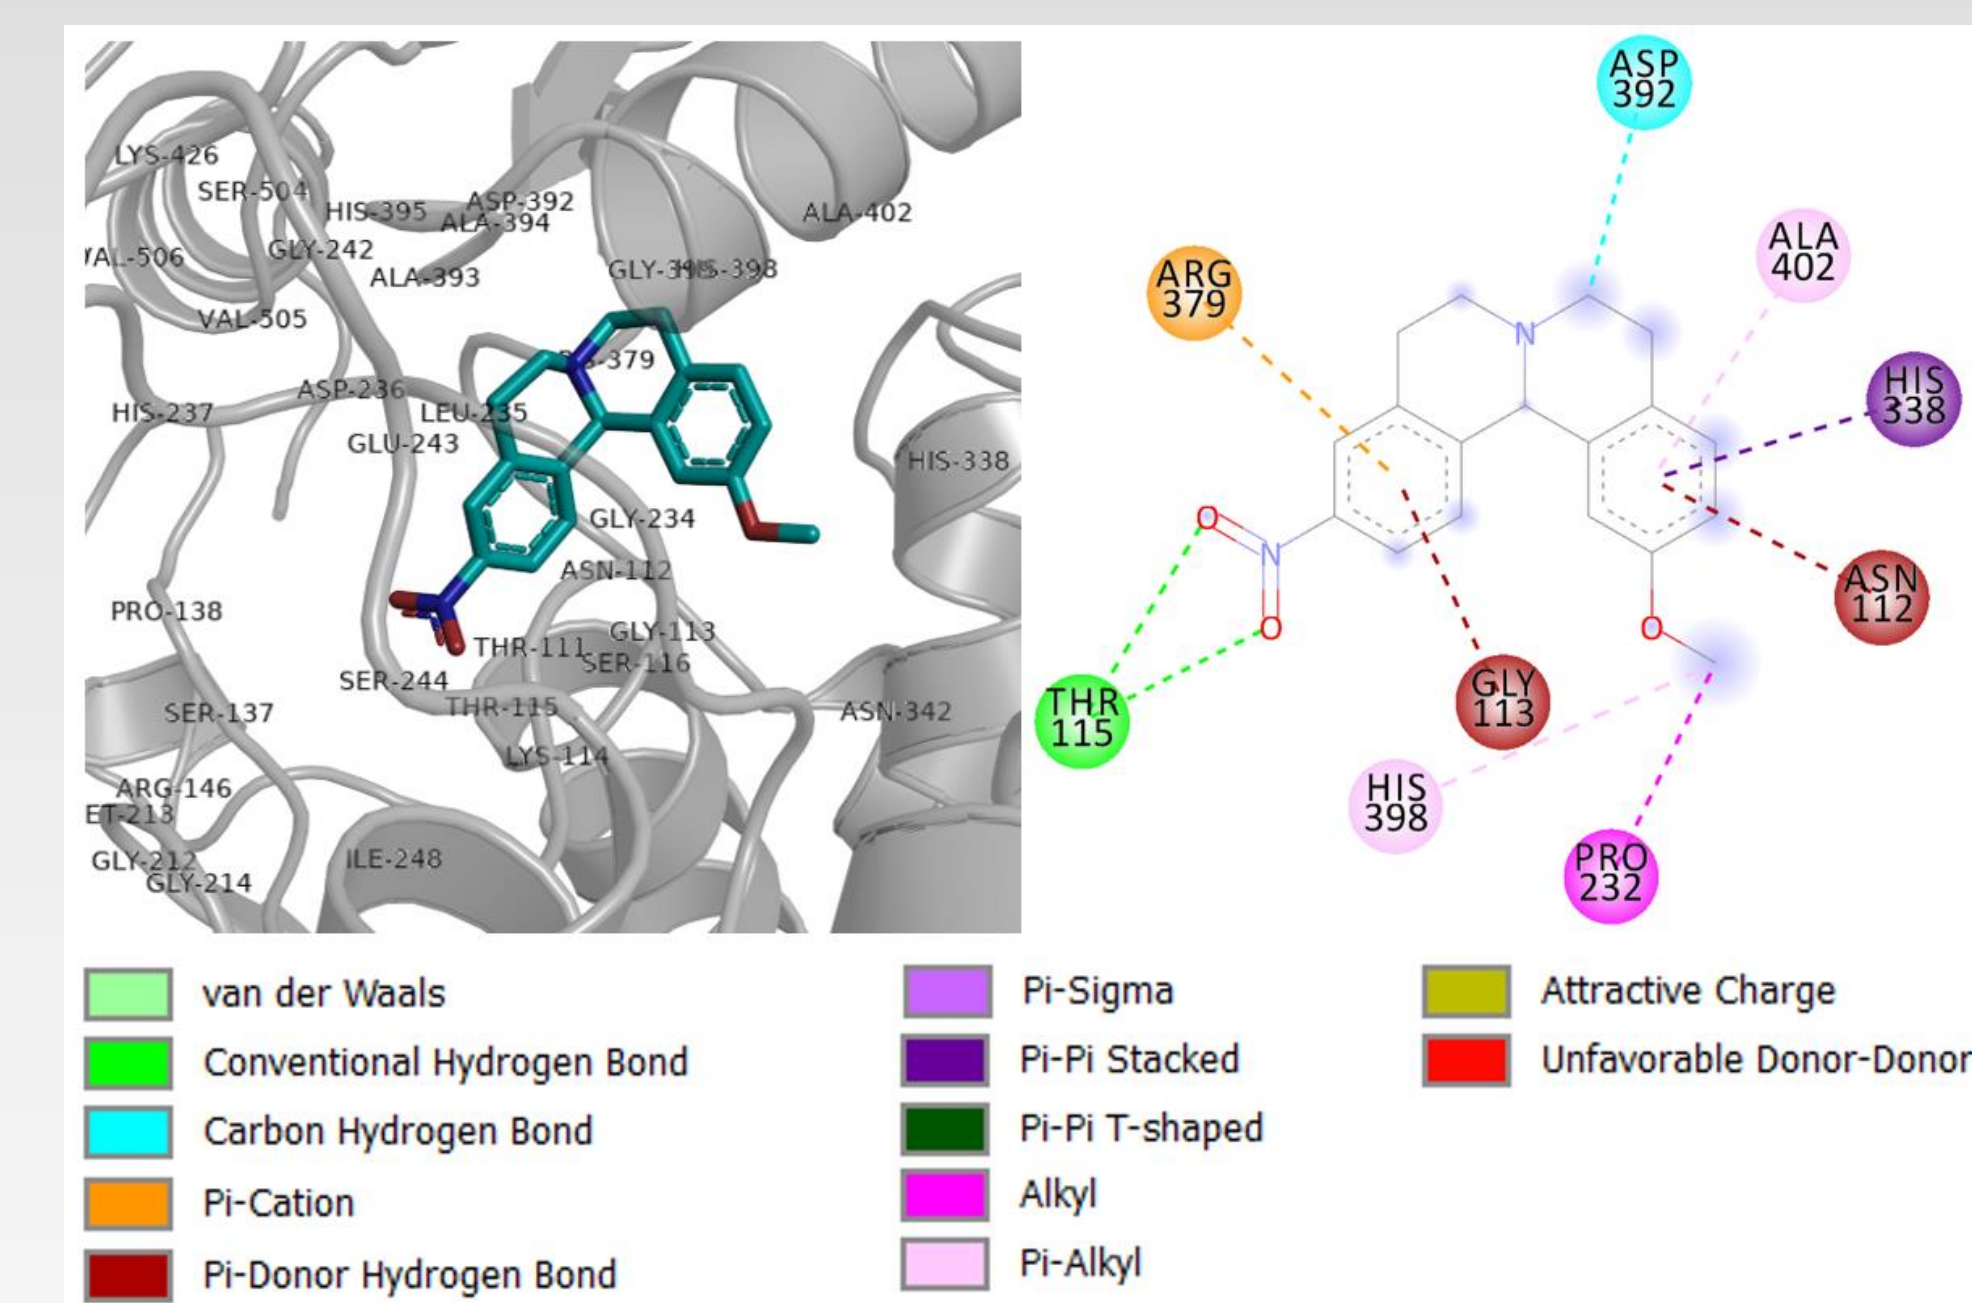 LYS-426
SER-504
HIS-395
ASP-392
ALA-394
ALA-402
GLY-242
AL-506
ALA-393
VAL-505
-379
ASP-236
HIS-237
LEU-235
GLU-243
HIS-338
GLY-234
ASN-112
PRO-138
GLY-113
THR-111
SER-116
SER-244
SER-137
THR-115
ASN-342
LYS-114
ARG-146
ET-213
GLY-212
GLY-214
ILE-248
ASP
392
ALA
402
ARG
379
HIS
338
N
O
N
O
O
ASN
112
GLY
113
THR
115
HIS
398
PRO
232
van der Waals
Conventional Hydrogen Bond
Carbon Hydrogen Bond
Pi-Cation
Pi-Donor Hydrogen Bond
Pi-Sigma
Pi-Pi Stacked
Pi-Pi T-shaped
Alkyl
Pi-Alkyl
Attractive Charge
Unfavorable Donor-Donor